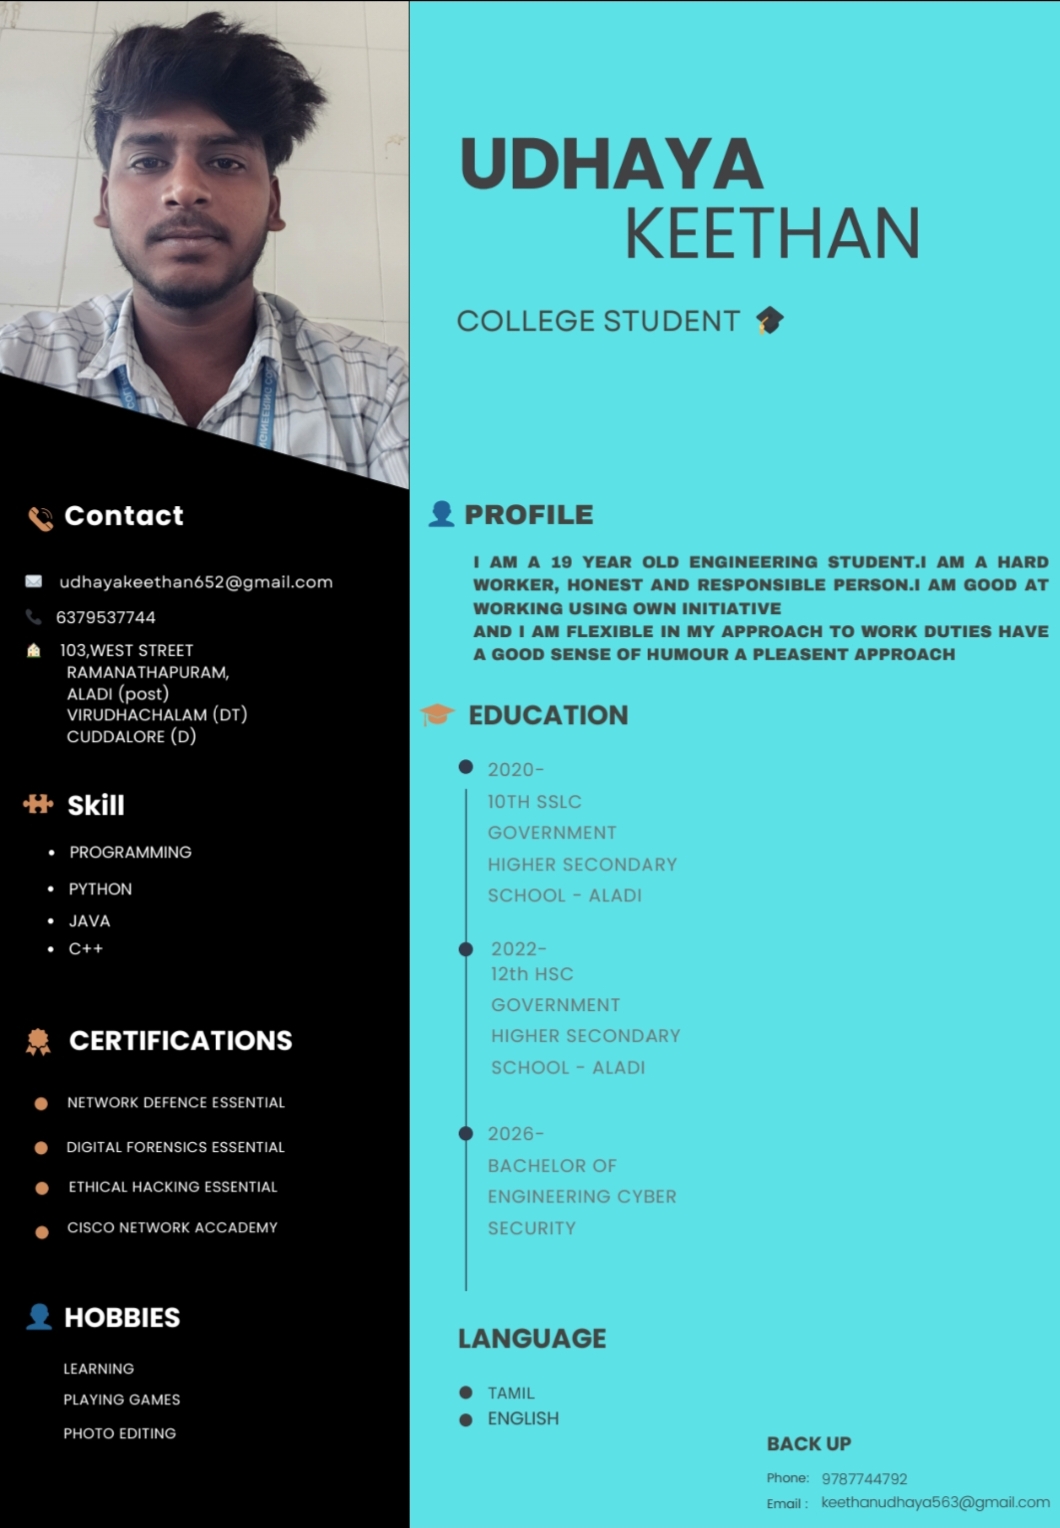 UDHAYA
KEETHAN
COLLEGE STUDENT
Contact
udhayakeethan652@gmail.com
6379537744
103,WEST STREET
RAMANATHAPURAM,
ALADI (post)
VIRUDHACHALAM (DT)
CUDDALORE (D)
Skill
PROGRAMMING
PYTHON
JAVA
C++
CERTIFICATIONS
NETWORK DEFENCE ESSENTIAL
DIGITAL FORENSICS ESSENTIAL
ETHICAL HACKING ESSENTIAL
CISCO NETWORK ACCADEMY
HOBBIES
LEARNING
PLAYING GAMES
PHOTO EDITING
PROFILE
I AM A 19 YEAR OLD ENGINEERING STUDENT.I AM A HARD
WORKER, HONEST AND RESPONSIBLE PERSON.I AM GOOD AT
WORKING USING OWN INITIATIVE
AND I AM FLEXIBLE IN MY APPROACH TO WORK DUTIES HAVE
A GOOD SENSE OF HUMOUR A PLEASENT APPROACH
EDUCATION
2020-
10TH SSLC
GOVERNMENT
HIGHER SECONDARY
SCHOOL - ALADI
2022-
12th HSC
GOVERNMENT
HIGHER SECONDARY
SCHOOL - ALADI
2026-
BACHELOR OF
ENGINEERING CYBER
SECURITY
LANGUAGE
TAMIL
ENGLISH
BACK UP
Phone: 9787744792
Email : keethanudhaya563@gmail.com